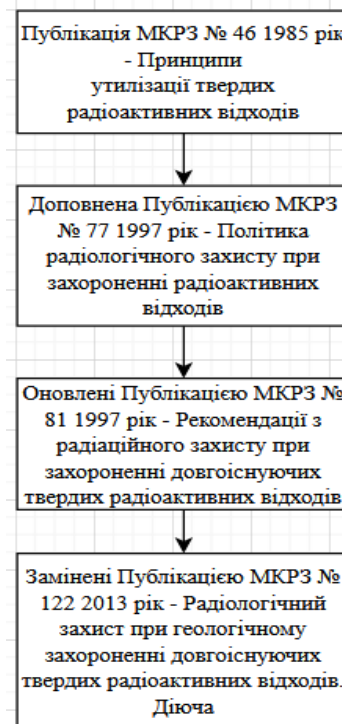 Публікація МКРЗ № 46 1985 рік
- Принципи
утилізації твердих
радіоактивних відходів
Доповнена Публікацією МКРЗ
№ 77 1997 рік - Політика
радіологічного захисту при
захороненні радіоактивних
відходів
Оновлені Публікацією МКРЗ №
81 1997 рік - Рекомендації з
радіаційного захисту при
захороненні довгоіснуючих
твердих радіоактивних відходів
Замінені Публікацією МКРЗ №
122 2013 рік - Радіологічний
захист при геологічному
захороненні довгоіснуючих
твердих радіоактивних відходів.
Діюча